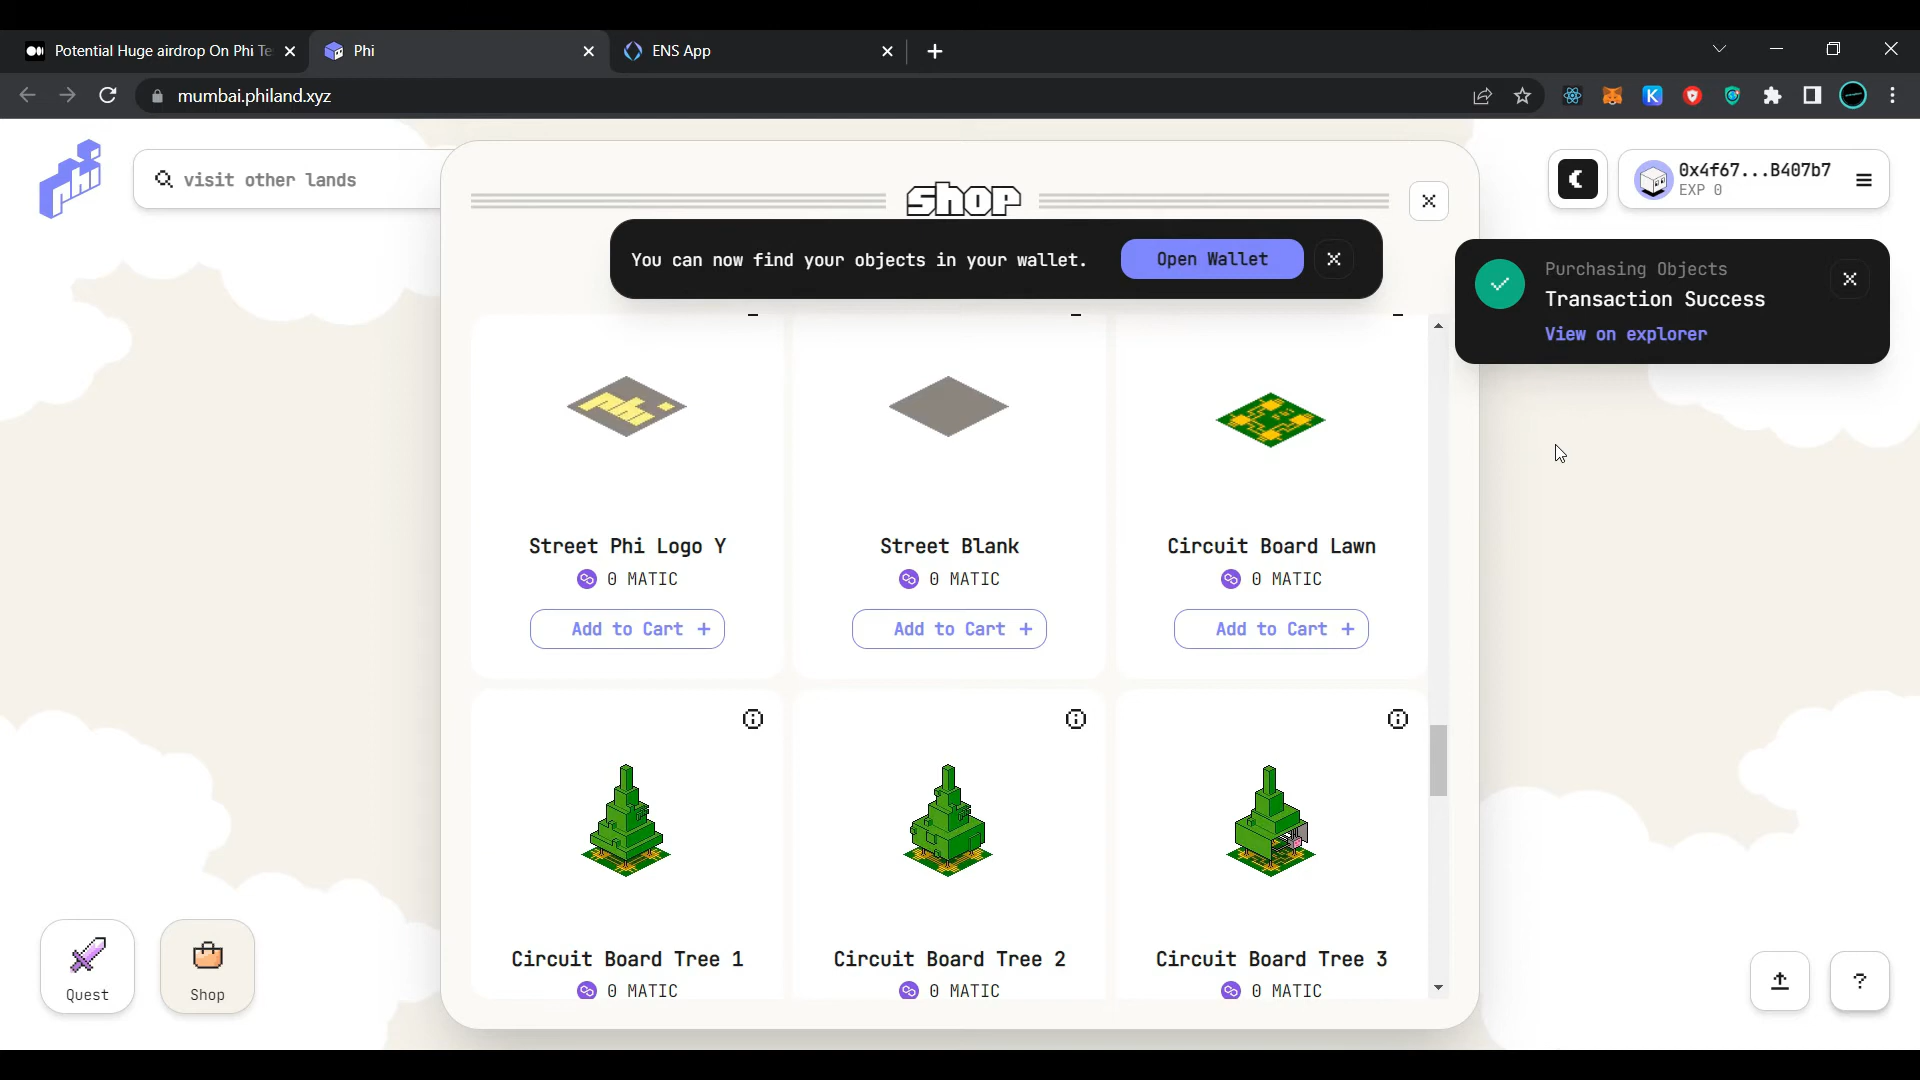 Potential Huge airdrop On Phi Te
Phi
ENS App
mumbai.philand.xyz
phi
visit other lands
shop
0x4f67...B407b7
EXP 0
You can now find your objects in your wallet.
Open Wallet
Purchasing Objects
Transaction Success
View on explorer
Street Phi Logo Y
Street Blank
Circuit Board Lawn
0 MATIC
0 MATIC
0 MATIC
Add to Cart +
Add to Cart +
Add to Cart +
Circuit Board Tree 1
Circuit Board Tree 2
Circuit Board Tree 3
0 MATIC
0 MATIC
0 MATIC
Quest
Shop
?